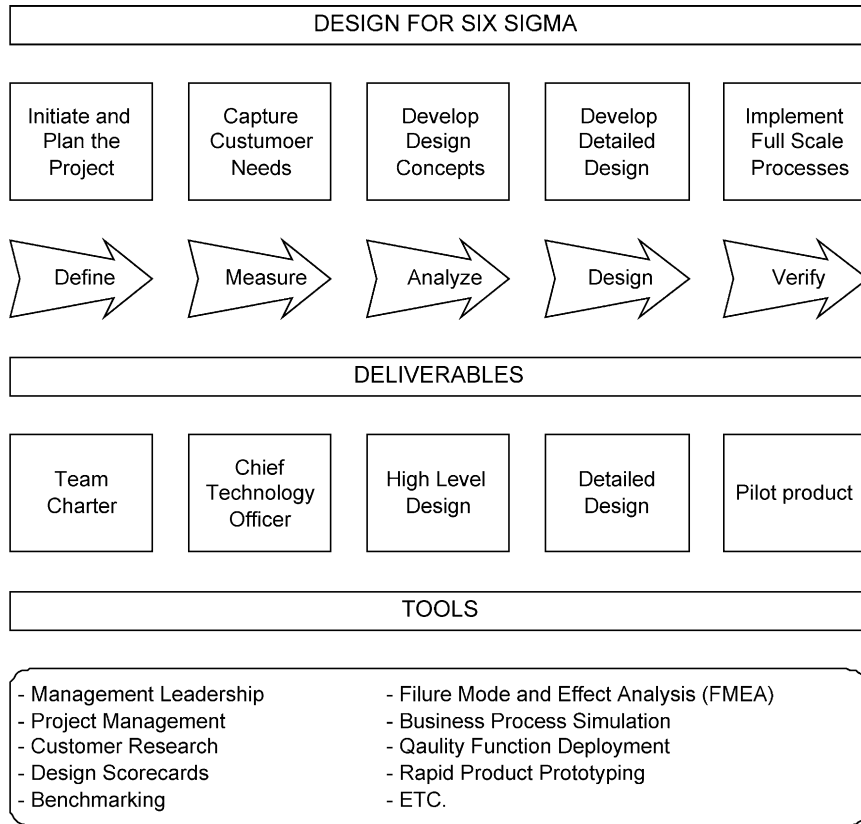 DESIGN FOR SIX SIGMA
Initiate and
Plan the
Project
Capture
Custumoer
Needs
Develop
Design
Concepts
Develop
Detailed
Design
Implement
Full Scale
Processes
Define
Measure
Analyze
Design
Verify
DELIVERABLES
Team
Charter
Chief
Technology
Officer
High Level
Design
Detailed
Design
Pilot product
TOOLS
- Management Leadership
- Project Management
- Customer Research
- Design Scorecards
- Benchmarking
- Filure Mode and Effect Analysis (FMEA)
- Business Process Simulation
- Qaulity Function Deployment
- Rapid Product Prototyping
- ETC.